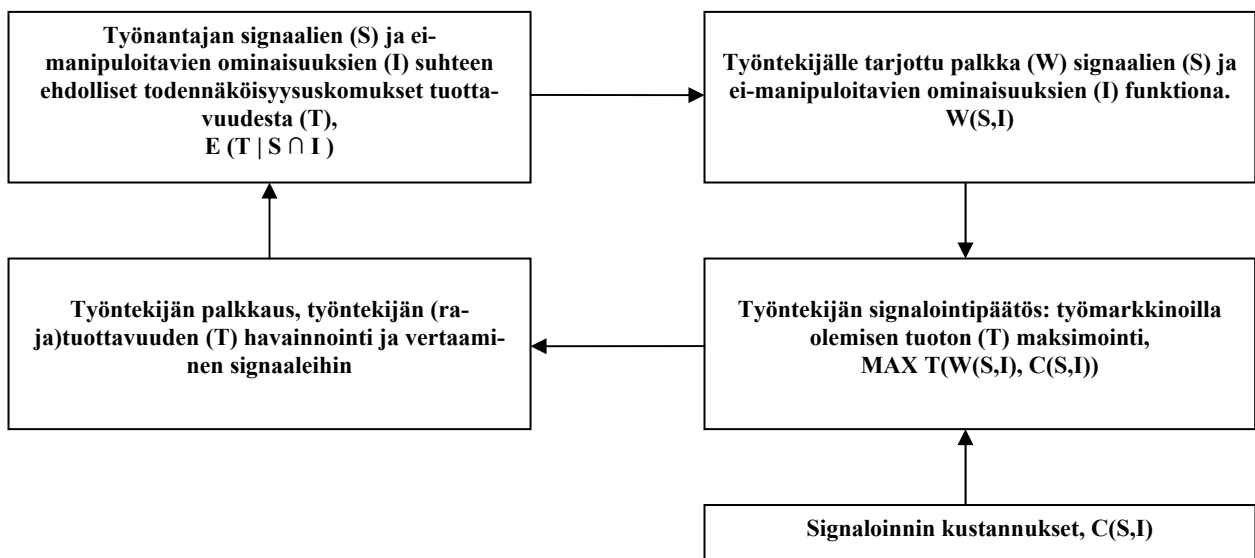 Työnantajan signaalien (S) ja ei-
manipuloitavien ominaisuuksien (I) suhteen
ehdolliset todennäköisyysuskomukset tuotta-
vuudesta (T),
E (T | S ∩ I )
Työntekijälle tarjottu palkka (W) signaalien (S) ja
ei-manipuloitavien ominaisuuksien (I) funktiona.
W(S,I)
Työntekijän palkkaus, työntekijän (ra-
ja)tuottavuuden (T) havainnointi ja vertaami-
nen signaaleihin
Työntekijän signalointipäätös: työmarkkinoilla
olemisen tuoton (T) maksimointi,
MAX T(W(S,I), C(S,I))
Signaloinnin kustannukset, C(S,I)